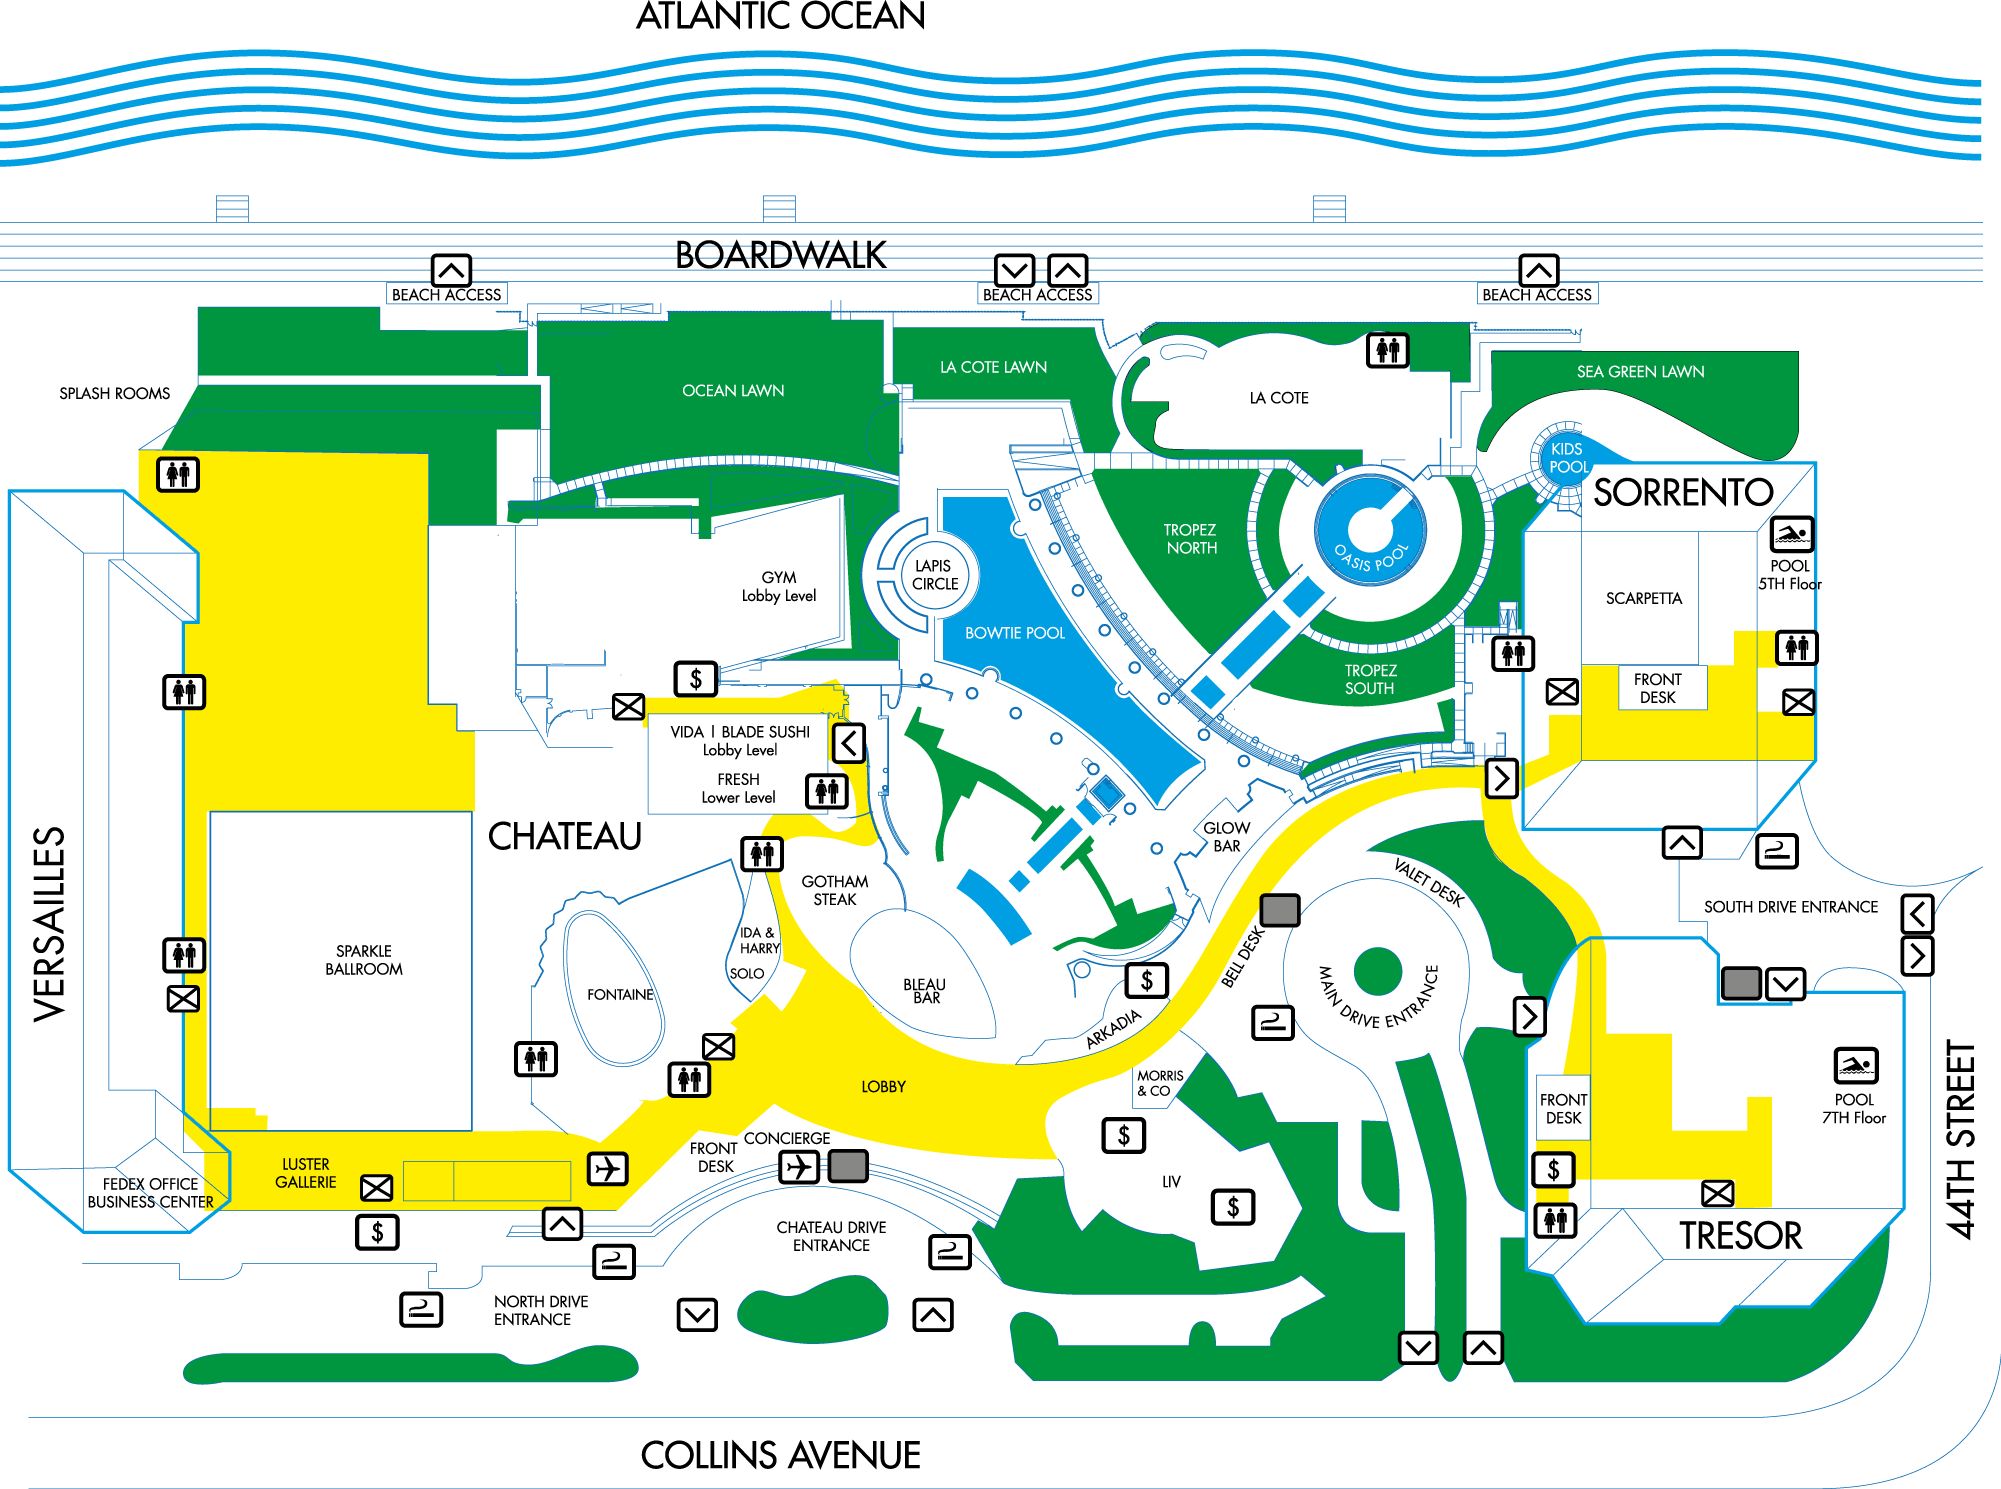 ATLANTIC OCEAN
BOARDWALK
BEACH ACCESS
BEACH ACCESS
BEACH ACCESS
SPLASH ROOMS
OCEAN LAWN
LA COTE LAWN
LA COTE
SEA GREEN LAWN
KIDS
POOL
SORRENTO
TROPEZ
NORTH
OASIS POOL
POOL
5TH Floor
GYM
Lobby Level
LAPIS
CIRCLE
SCARPETTA
BOWTIE POOL
TROPEZ
SOUTH
FRONT
DESK
$
VIDA | BLADE SUSHI
Lobby Level
FRESH
Lower Level
CHATEAU
VERSAILLES
GLOW
BAR
VALET DESK
GOTHAM
STEAK
SOUTH DRIVE ENTRANCE
SPARKLE
BALLROOM
IDA &
HARRY
SOLO
FONTAINE
BLEAU
BAR
BELL DESK
MAIN DRIVE ENTRANCE
$
ARKADIA
LOBBY
MORRIS
& CO
FRONT
DESK
POOL
7TH Floor
44TH STREET
$
CONCIERGE
FRONT
DESK
LUSTER
GALLERIE
FEDEX OFFICE
BUSINESS CENTER
LIV
$
$
$
CHATEAU DRIVE
ENTRANCE
TRESOR
NORTH DRIVE
ENTRANCE
COLLINS AVENUE